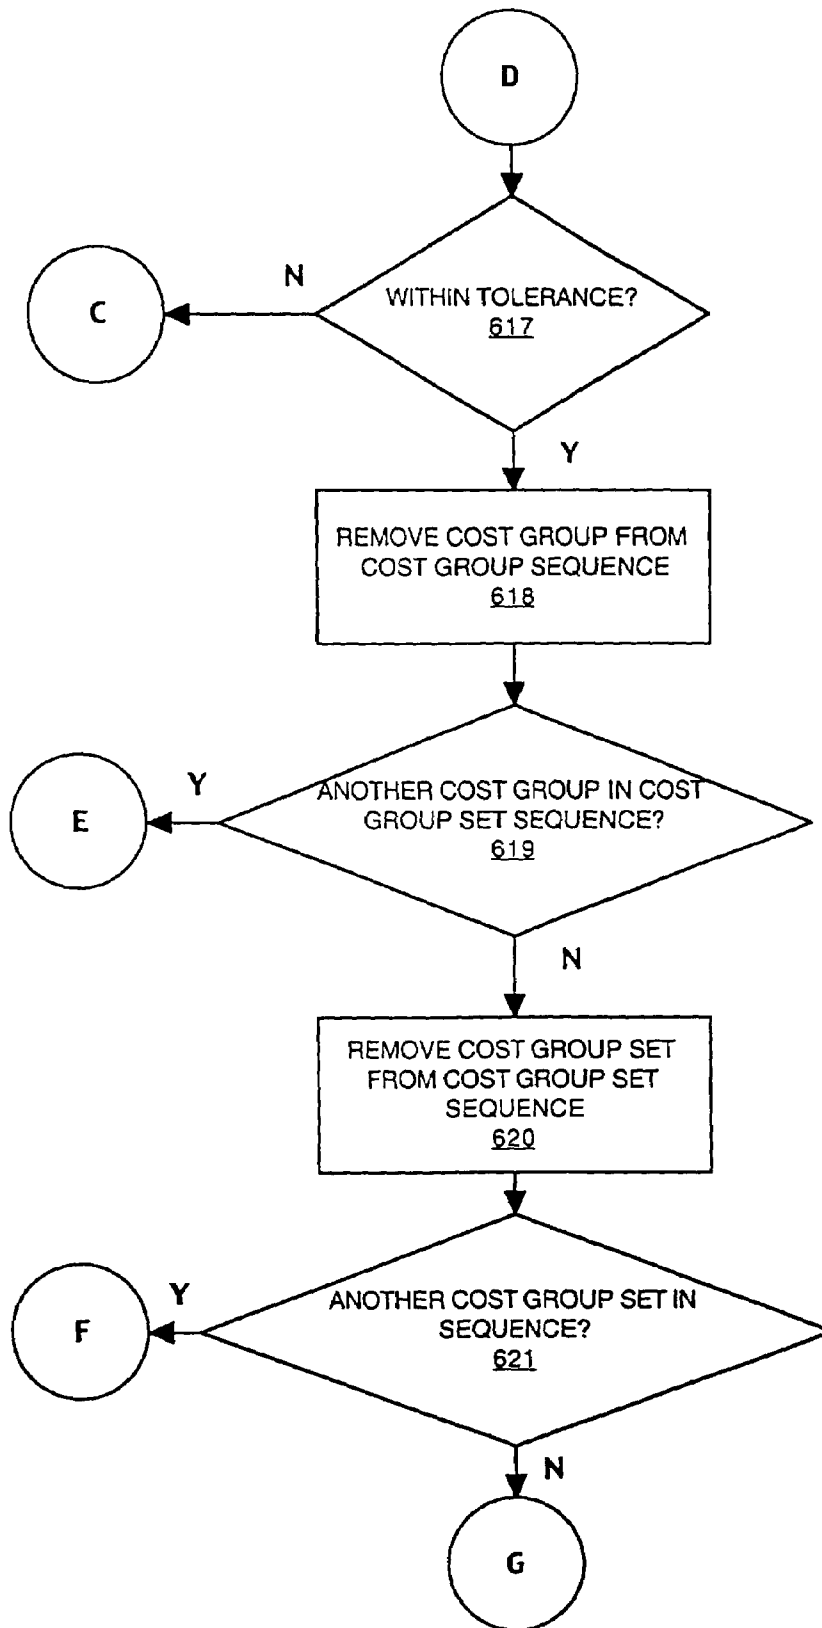 D
N
C
WITHIN TOLERANCE?
617
Y
REMOVE COST GROUP FROM
COST GROUP SEQUENCE
618
Y
E
ANOTHER COST GROUP IN COST
GROUP SET SEQUENCE?
619
N
REMOVE COST GROUP SET
FROM COST GROUP SET
SEQUENCE
620
Y
F
ANOTHER COST GROUP SET IN
SEQUENCE?
621
N
G